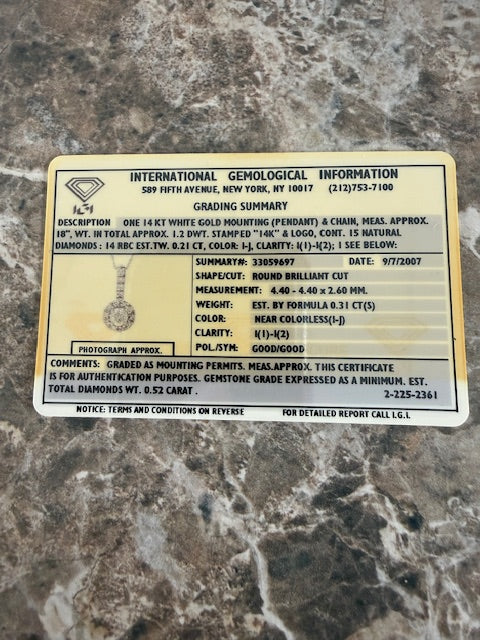 INTERNATIONAL GEMOLOGICAL INFORMATION
589 FIFTH AVENUE, NEW YORK, NY 10017 (212)753-7100
GRADING SUMMARY
IGI
DESCRIPTION ONE 14 KT WHITE GOLD MOUNTING (PENDANT) & CHAIN, MEAS. APPROX.
18", WT. IN TOTAL APPROX. 1.2 DWT. STAMPED "14K" & LOGO, CONT. 15 NATURAL
DIAMONDS : 14 RBC EST.TW. 0.21 CT, COLOR: I-J, CLARITY: I(1)-I(2); 1 SEE BELOW:
SUMMARY#: 33059697 DATE: 9/7/2007
SHAPE/CUT: ROUND BRILLIANT CUT
MEASUREMENT: 4.40 - 4.40 x 2.60 MM.
WEIGHT: EST. BY FORMULA 0.31 CT(S)
COLOR: NEAR COLORLESS(I-J)
CLARITY: I(1)-I(2)
POL/SYM: GOOD/GOOD
PHOTOGRAPH APPROX.
COMMENTS: GRADED AS MOUNTING PERMITS. MEAS.APPROX. THIS CERTIFICATE
IS FOR AUTHENTICATION PURPOSES. GEMSTONE GRADE EXPRESSED AS A MINIMUM. EST.
TOTAL DIAMONDS WT. 0.52 CARAT .
2-225-2361
NOTICE: TERMS AND CONDITIONS ON REVERSE FOR DETAILED REPORT CALL I.G.I.